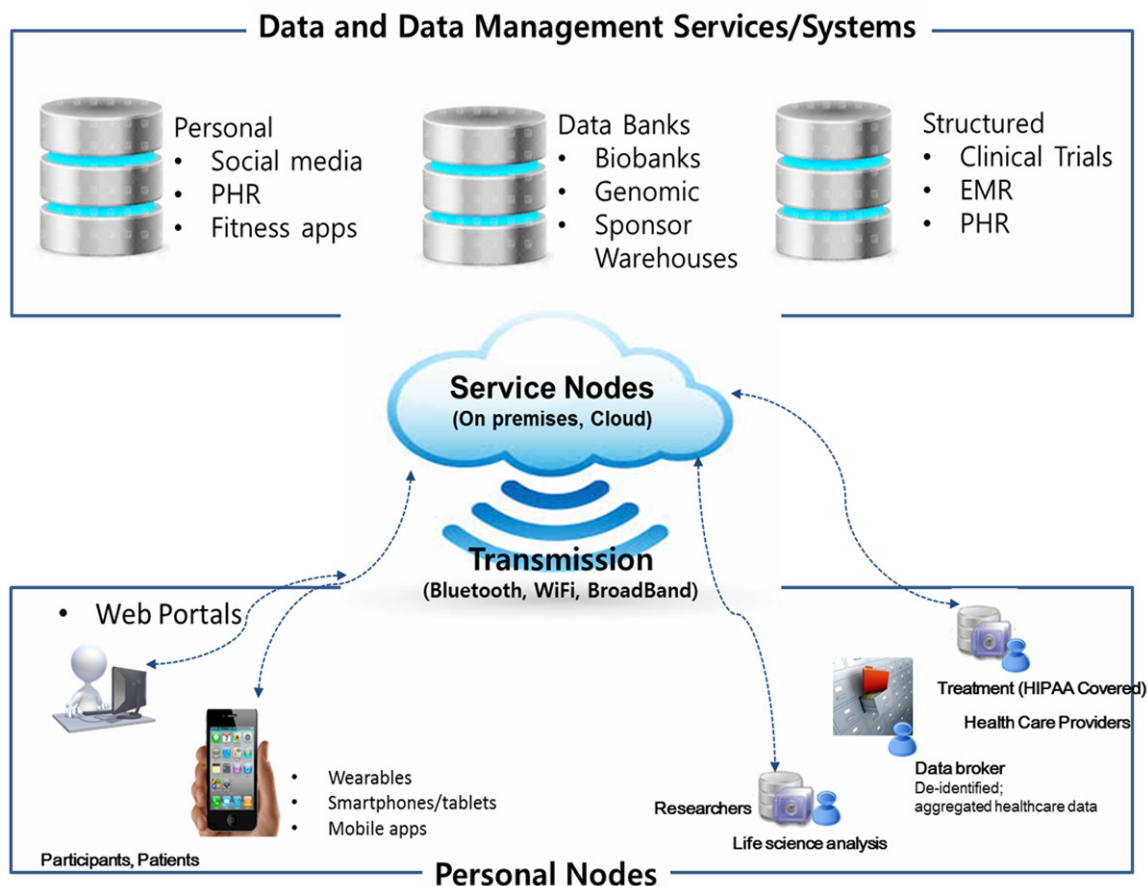 Data and Data Management Services/Systems
Personal
• Social media
• PHR
• Fitness apps
Data Banks
• Biobanks
• Genomic
• Sponsor
Warehouses
Structured
• Clinical Trials
• EMR
• PHR
Service Nodes
(On premises, Cloud)
Transmission
(Bluetooth, WiFi, BroadBand)
• Web Portals
• Wearables
• Smartphones/tablets
• Mobile apps
Participants, Patients
Researchers
Life science analysis
Treatment (HIPAA Covered)
Health Care Providers
Data broker
De-identified;
aggregated healthcare data
Personal Nodes